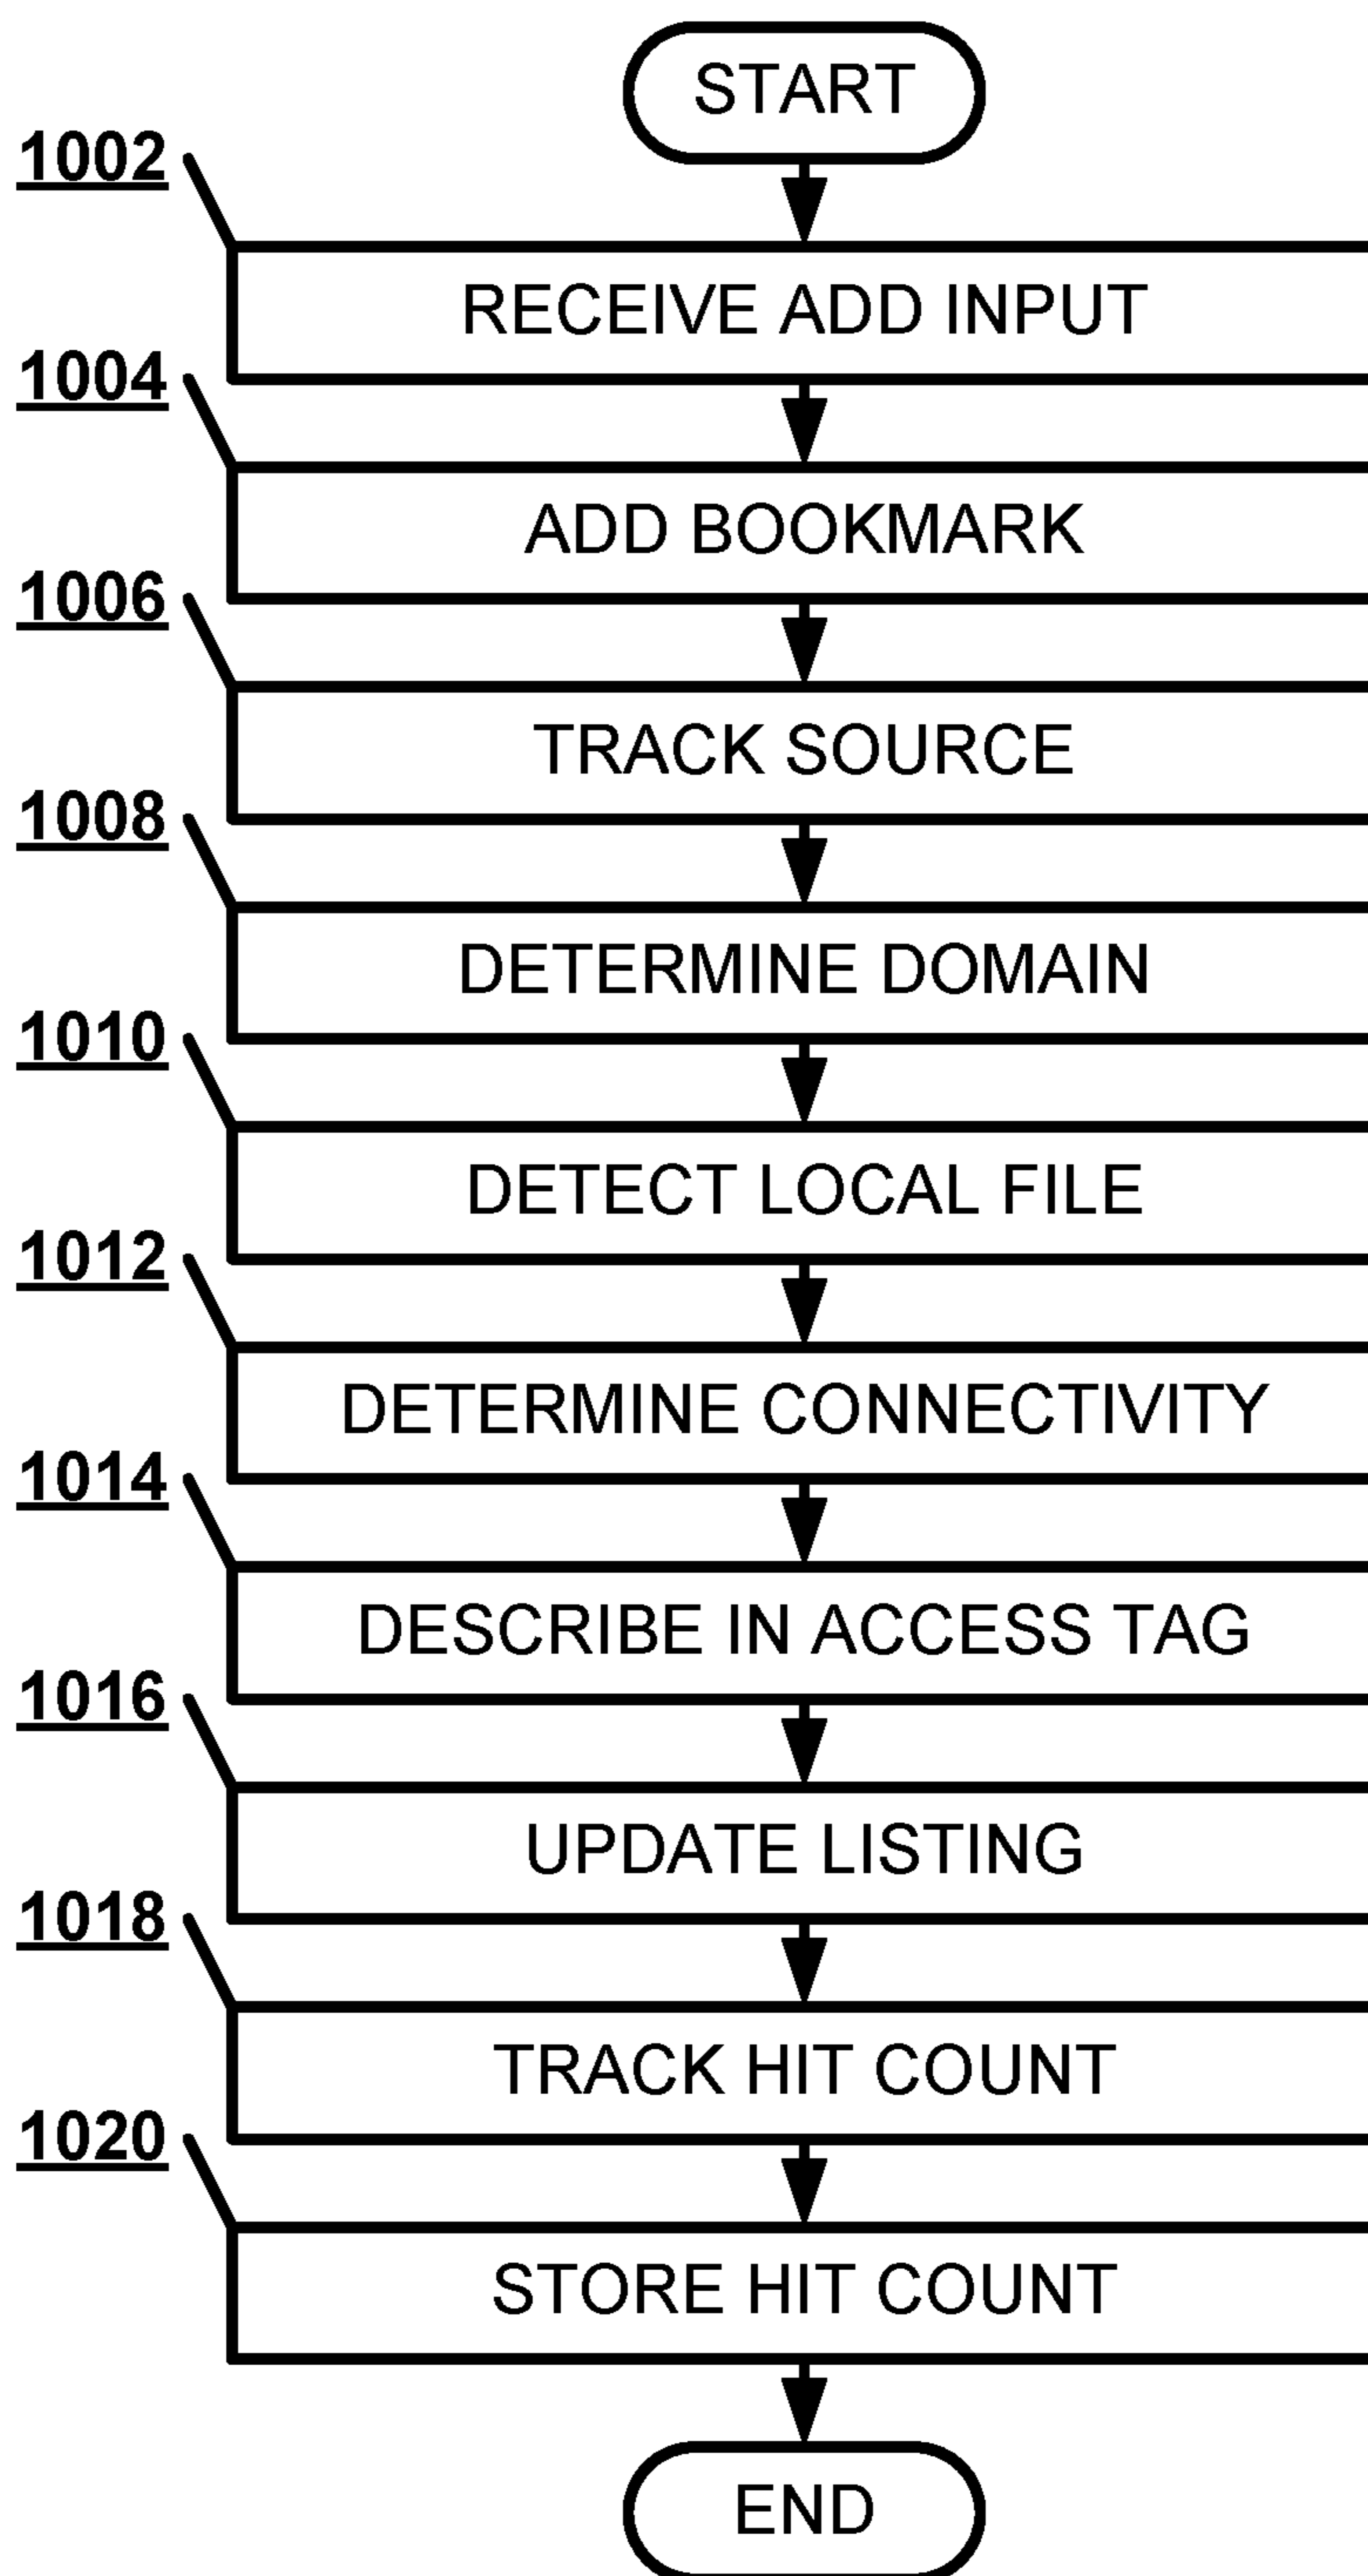 START
1002
RECEIVE ADD INPUT
1004
ADD BOOKMARK
1006
TRACK SOURCE
1008
DETERMINE DOMAIN
1010
DETECT LOCAL FILE
1012
DETERMINE CONNECTIVITY
1014
DESCRIBE IN ACCESS TAG
1016
UPDATE LISTING
1018
TRACK HIT COUNT
1020
STORE HIT COUNT
END